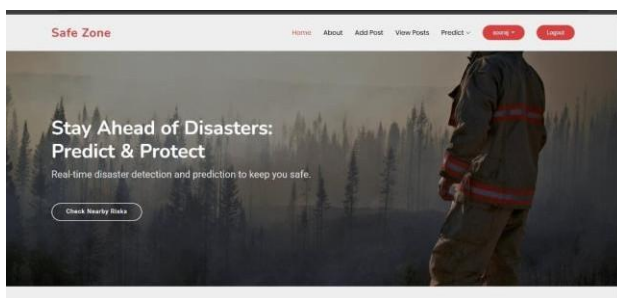 Safe Zone
Home About Add Post View Posts Predict
Logout
Stay Ahead of Disasters:
Predict & Protect
Real-time disaster detection and prediction to keep you safe.
Check Nearby Risks